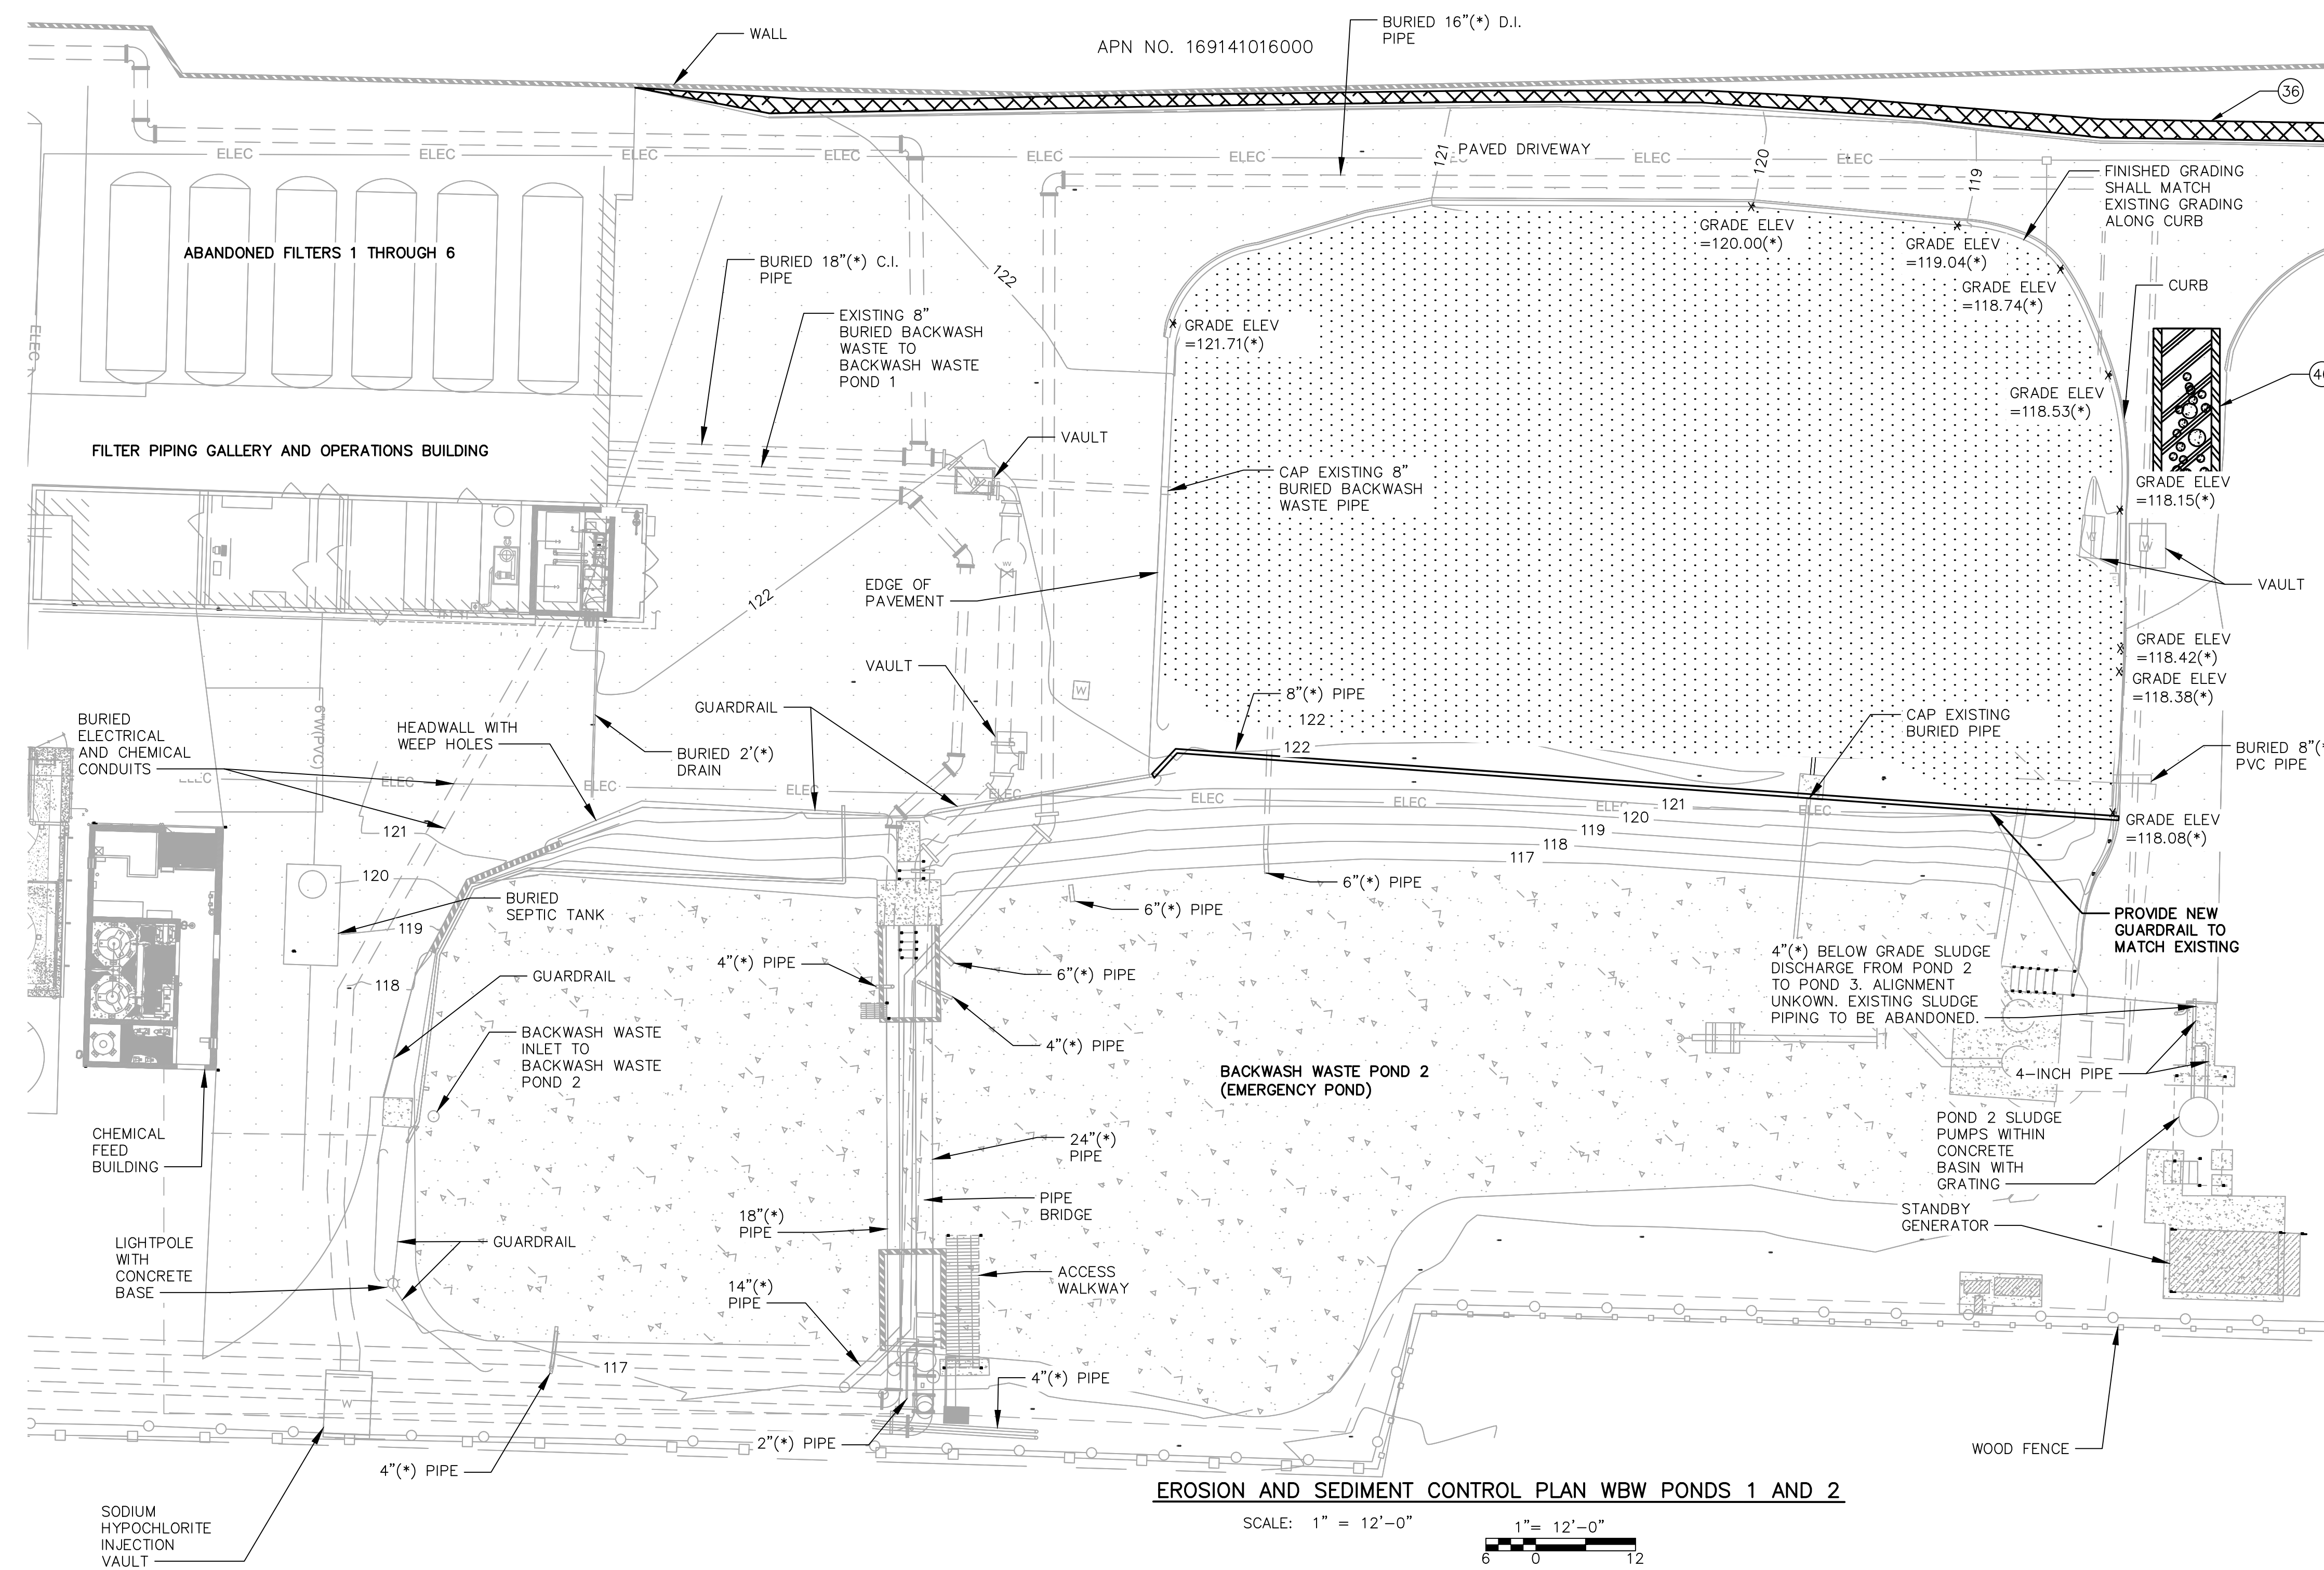 BURIED 16"(*) D.I.
PIPE
WALL
APN NO. 169141016000
36
ELEC
ELEC
ELEC
ELEC
ELEC
ELEC
ELEC
ELEC
121
PAVED DRIVEWAY
120
119
FINISHED GRADING
SHALL MATCH
EXISTING GRADING
ALONG CURB
ABANDONED FILTERS 1 THROUGH 6
GRADE ELEV
=120.00(*)
GRADE ELEV
=119.04(*)
BURIED 18"(*) C.I.
PIPE
122
GRADE ELEV
=118.74(*)
CURB
ELEC
EXISTING 8"
BURIED BACKWASH
WASTE TO
BACKWASH WASTE
POND 1
GRADE ELEV
=121.71(*)
GRADE ELEV
=118.53(*)
FILTER PIPING GALLERY AND OPERATIONS BUILDING
VAULT
CAP EXISTING 8"
BURIED BACKWASH
WASTE PIPE
GRADE ELEV
=118.15(*)
W
W
W
WV
EDGE OF
PAVEMENT
VAULT
122
GRADE ELEV
=118.42(*)
VAULT
GRADE ELEV
=118.38(*)
W
8"(*) PIPE
6"W(PVC)
BURIED
ELECTRICAL
AND CHEMICAL
CONDUITS
HEADWALL WITH
WEEP HOLES
GUARDRAIL
122
CAP EXISTING
BURIED PIPE
BURIED 2'(*)
DRAIN
122
BURIED 8"(
PVC PIPE
ELEC
ELEC
ELEC
ELEC
ELEC
ELEC
ELEC
ELEC
ELEC
121
120
GRADE ELEV
=118.08(*)
121
119
118
117
120
6"(*) PIPE
BURIED
SEPTIC TANK
6"(*) PIPE
PROVIDE NEW
GUARDRAIL TO
MATCH EXISTING
119
4"(*) BELOW GRADE SLUDGE
DISCHARGE FROM POND 2
TO POND 3. ALIGNMENT
UNKOWN. EXISTING SLUDGE
PIPING TO BE ABANDONED.
4"(*) PIPE
6"(*) PIPE
GUARDRAIL
118
BACKWASH WASTE
INLET TO
BACKWASH WASTE
POND 2
4"(*) PIPE
BACKWASH WASTE POND 2
(EMERGENCY POND)
4-INCH PIPE
CHEMICAL
FEED
BUILDING
24"(*)
PIPE
POND 2 SLUDGE
PUMPS WITHIN
CONCRETE
BASIN WITH
GRATING
PIPE
BRIDGE
18"(*)
PIPE
STANDBY
GENERATOR
LIGHTPOLE
WITH
CONCRETE
BASE
GUARDRAIL
ACCESS
WALKWAY
14"(*)
PIPE
117
4"(*) PIPE
W
2"(*) PIPE
WOOD FENCE
4"(*) PIPE
EROSION AND SEDIMENT CONTROL PLAN WBW PONDS 1 AND 2
SODIUM
HYPOCHLORITE
INJECTION
VAULT
SCALE: 1" = 12'-0"
1"= 12'-0"
6 0 12